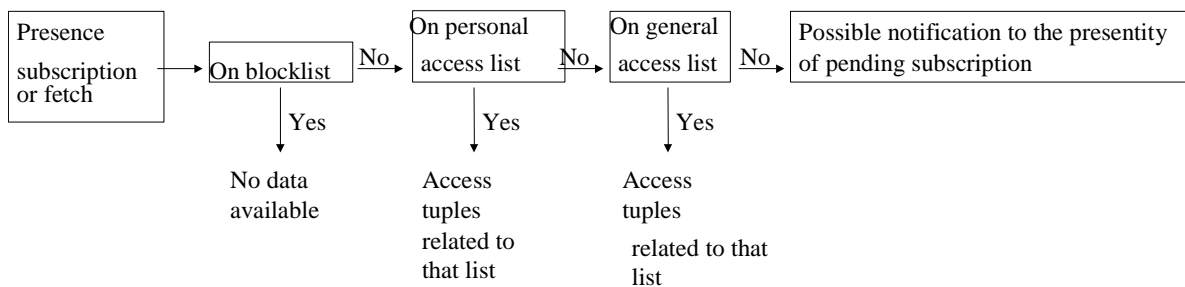 Presence
subscription
or fetch
On blocklist
No
On personal
access list
No
On general
access list
No
Possible notification to the presentity
of pending subscription
Yes
Yes
Yes
No data
available
Access
tuples
related to
that list
Access
tuples
related to that
list